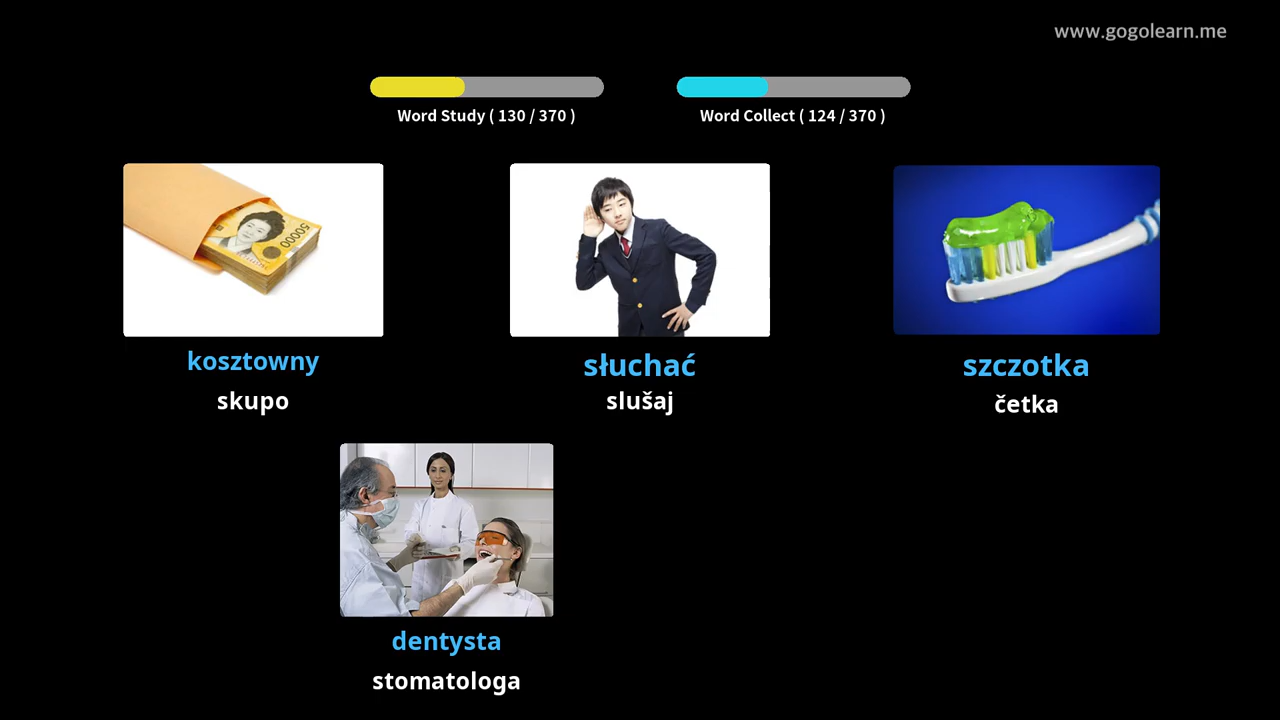 www.gogolearn.me
Word Study ( 130 / 370 )
Word Collect ( 124 / 370 )
50000
kosztowny
skupo
słuchać
slušaj
szczotka
četka
dentysta
stomatologa